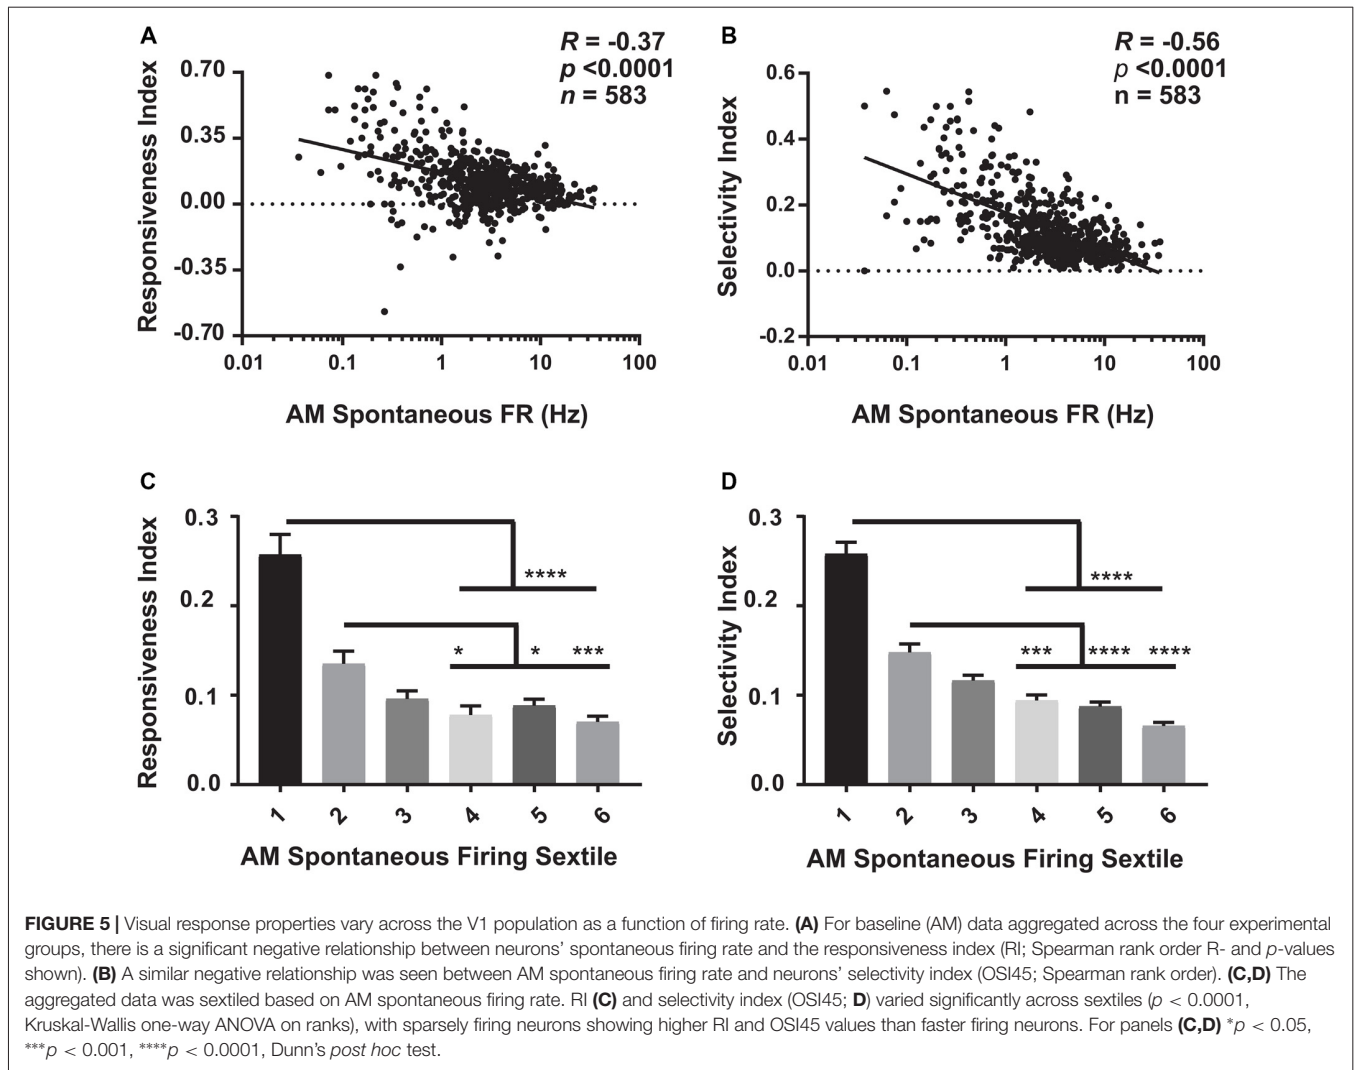 A
R = -0.37
p <0.0001
n = 583
Responsiveness Index
0.70
0.35
0.00
-0.35
-0.70
0.01 0.1 1 10 100
AM Spontaneous FR (Hz)
B
R = -0.56
p <0.0001
n = 583
Selectivity Index
0.6
0.4
0.2
0.0
-0.2
0.01 0.1 1 10 100
AM Spontaneous FR (Hz)
C
Responsiveness Index
0.3
0.2
0.1
0.0
****
* * ***
1 2 3 4 5 6
AM Spontaneous Firing Sextile
D
Selectivity Index
0.3
0.2
0.1
0.0
****
*** **** ****
1 2 3 4 5 6
AM Spontaneous Firing Sextile
FIGURE 5 | Visual response properties vary across the V1 population as a function of firing rate. (A) For baseline (AM) data aggregated across the four experimental
groups, there is a significant negative relationship between neurons’ spontaneous firing rate and the responsiveness index (RI; Spearman rank order R- and p-values
shown). (B) A similar negative relationship was seen between AM spontaneous firing rate and neurons’ selectivity index (OSI45; Spearman rank order). (C,D) The
aggregated data was sextiled based on AM spontaneous firing rate. RI (C) and selectivity index (OSI45; D) varied significantly across sextiles (p < 0.0001,
Kruskal-Wallis one-way ANOVA on ranks), with sparsely firing neurons showing higher RI and OSI45 values than faster firing neurons. For panels (C,D) *p < 0.05,
***p < 0.001, ****p < 0.0001, Dunn’s post hoc test.